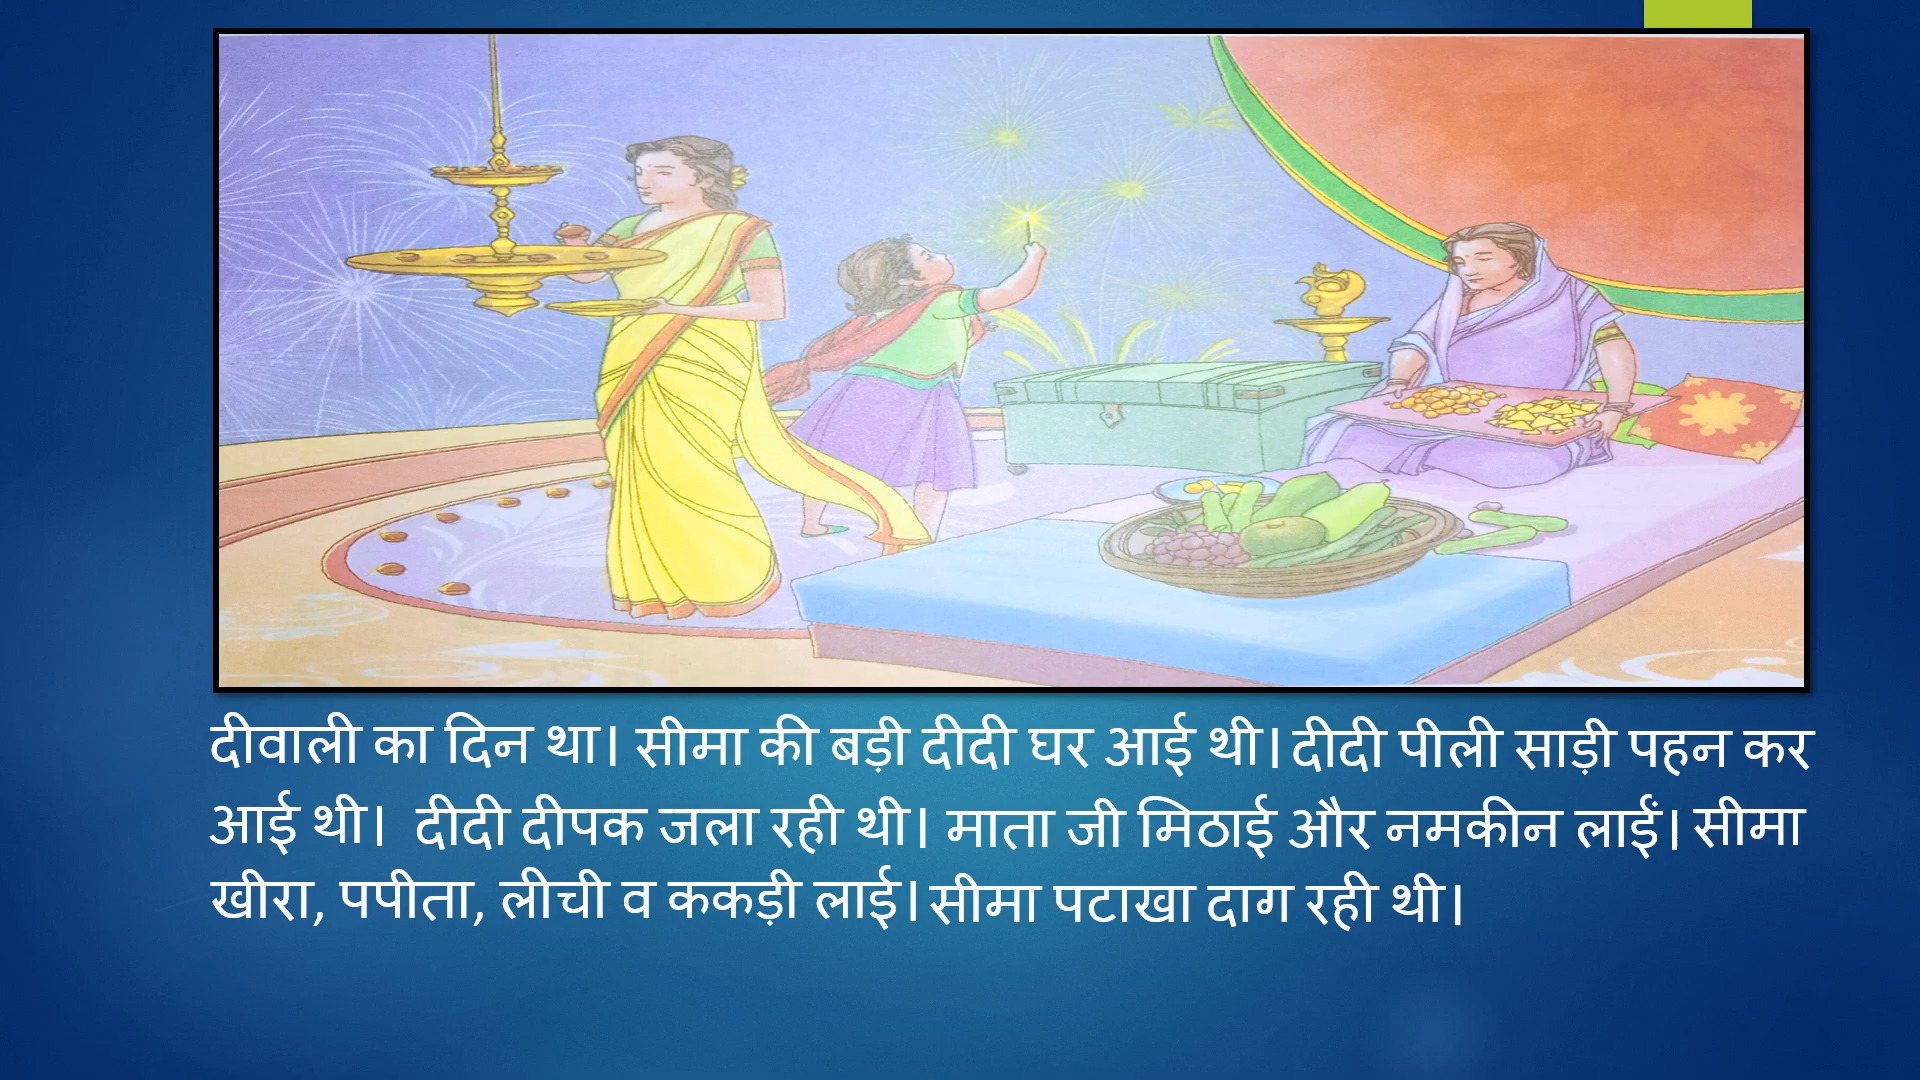 दीवाली का दिन था। सीमा की बड़ी दीदी घर आई थी। दीदी पीली साड़ी पहन कर
आई थी। दीदी दीपक जला रही थी। माता जी मिठाई और नमकीन लाईं। सीमा
खीरा, पपीता, लीची व ककड़ी लाई। सीमा पटाखा दाग रही थी।